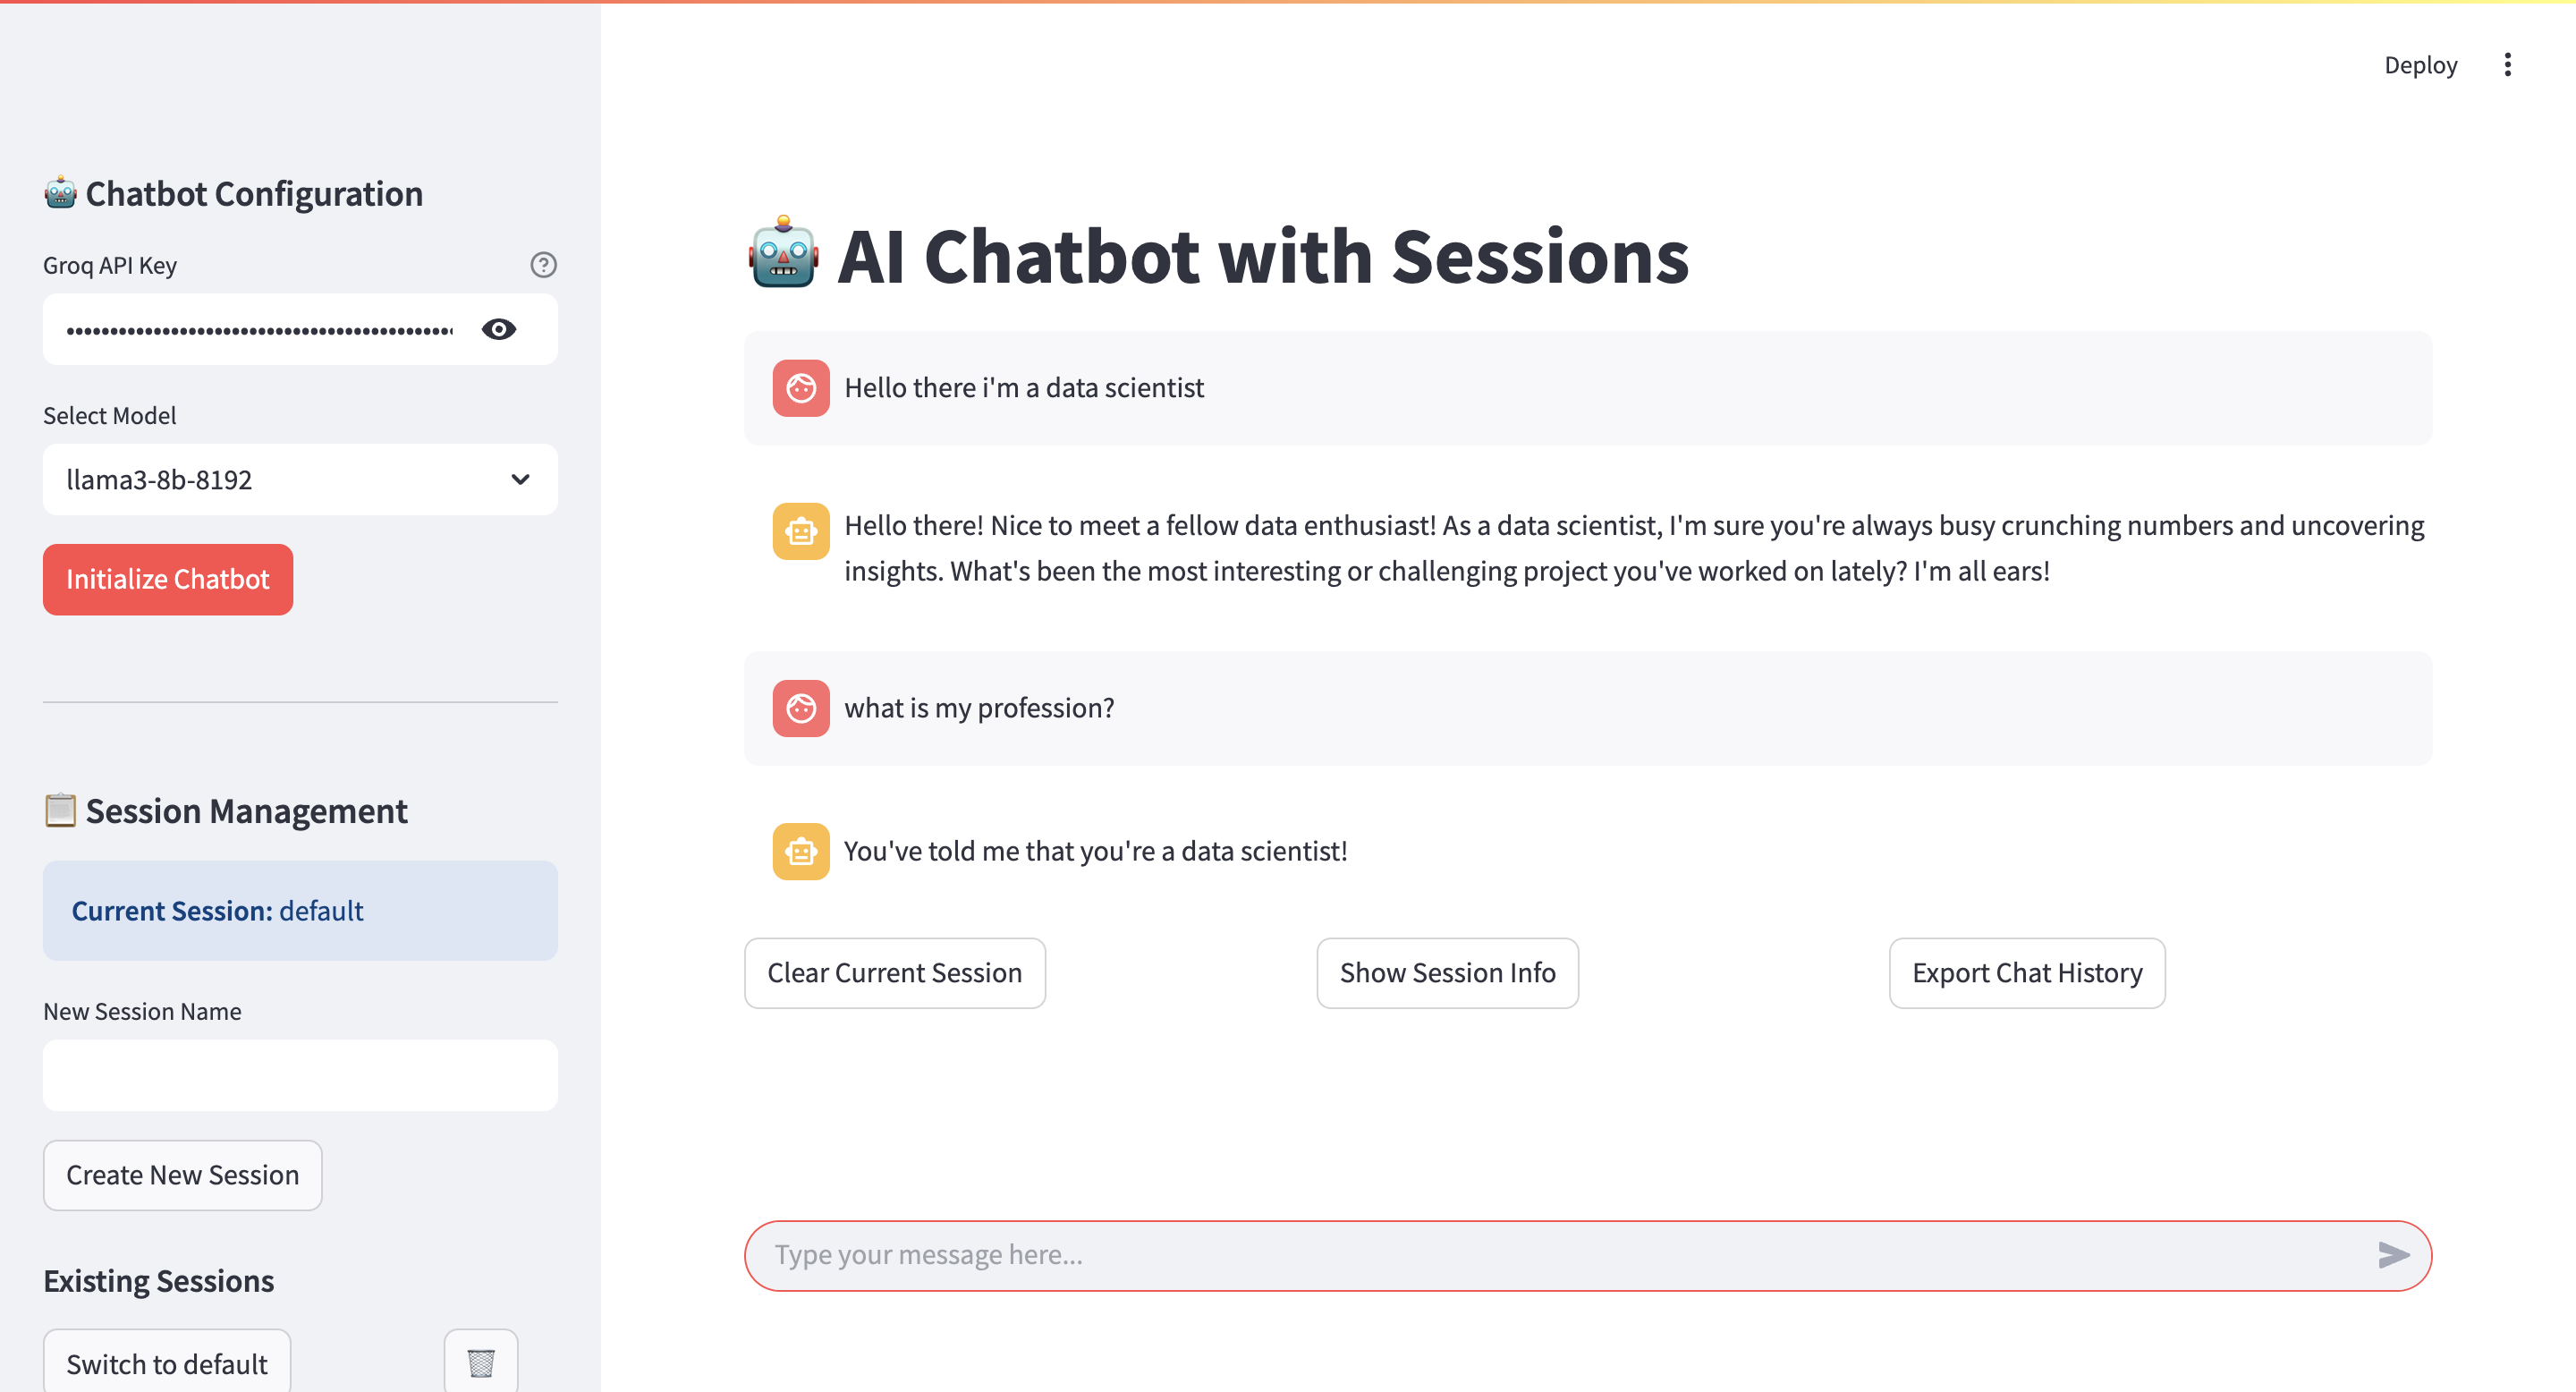 Deploy
Chatbot Configuration
Groq API Key
Select Model
llama3-8b-8192
Initialize Chatbot
Session Management
Current Session: default
New Session Name
Create New Session
Existing Sessions
Switch to default
AI Chatbot with Sessions
Hello there i'm a data scientist
Hello there! Nice to meet a fellow data enthusiast! As a data scientist, I'm sure you're always busy crunching numbers and uncovering
insights. What's been the most interesting or challenging project you've worked on lately? I'm all ears!
what is my profession?
You've told me that you're a data scientist!
Clear Current Session
Show Session Info
Export Chat History
Type your message here...